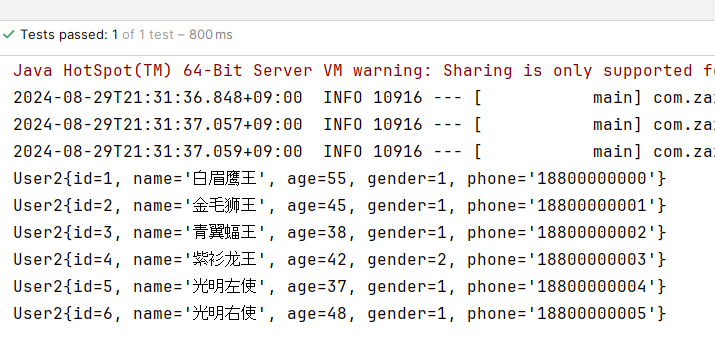 Tests passed: 1 of 1 test – 800 ms
Java HotSpot(TM) 64-Bit Server VM warning: Sharing is only supported f
2024-08-29T21:31:36.848+09:00  INFO 10916 --- [           main] com.za
2024-08-29T21:31:37.057+09:00  INFO 10916 --- [           main] com.za
2024-08-29T21:31:37.059+09:00  INFO 10916 --- [           main] com.za
User2{id=1, name='白眉鹰王', age=55, gender=1, phone='18800000000'}
User2{id=2, name='金毛狮王', age=45, gender=1, phone='18800000001'}
User2{id=3, name='青翼蝠王', age=38, gender=1, phone='18800000002'}
User2{id=4, name='紫衫龙王', age=42, gender=2, phone='18800000003'}
User2{id=5, name='光明左使', age=37, gender=1, phone='18800000004'}
User2{id=6, name='光明右使', age=48, gender=1, phone='18800000005'}